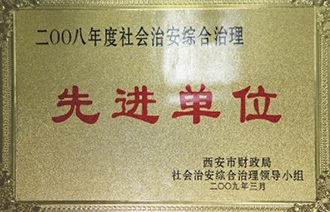 二〇〇八年度社会治安综合治理
先进单位
西安市财政局
社会治安综合治理领导小组
二〇〇九年三月